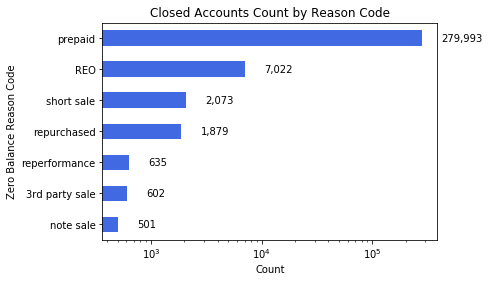 Closed Accounts Count by Reason Code
Zero Balance Reason Code
prepaid 279,993
REO 7,022
short sale 2,073
repurchased 1,879
reperformance 635
3rd party sale 602
note sale 501
10³ 10⁴ 10⁵
Count